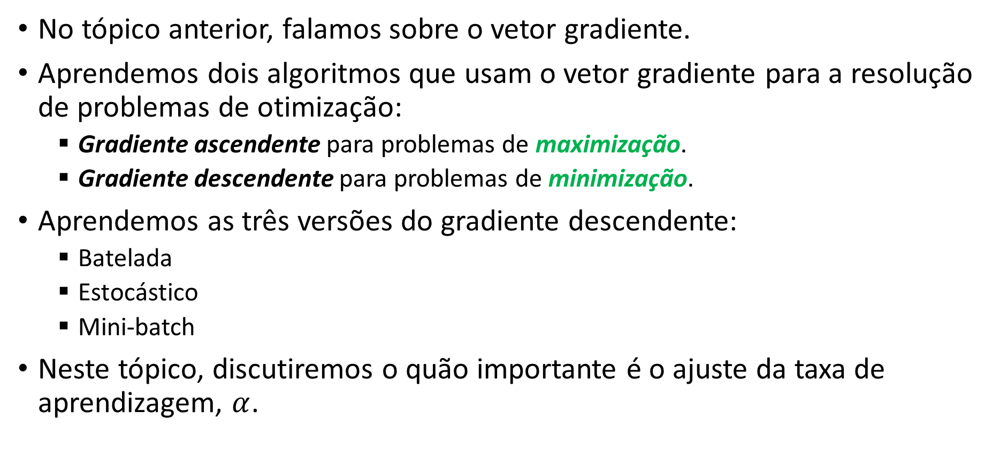 • No tópico anterior, falamos sobre o vetor gradiente.
• Aprendemos dois algoritmos que usam o vetor gradiente para a resolução
de problemas de otimização:
▪ Gradiente ascendente para problemas de maximização.
▪ Gradiente descendente para problemas de minimização.
• Aprendemos as três versões do gradiente descendente:
▪ Batelada
▪ Estocástico
▪ Mini-batch
• Neste tópico, discutiremos o quão importante é o ajuste da taxa de
aprendizagem, α.